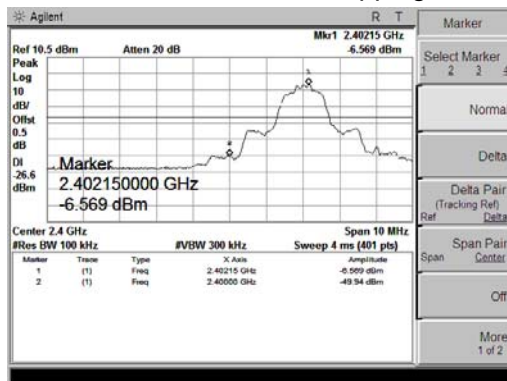 Agilent R T
Mkr1 2.40215 GHz
Ref 10.5 dBm Atten 20 dB -6.569 dBm
Peak
Log
10
dB/
Offst
0.5
dB
DI
-26.6
dBm
Marker
2.402150000 GHz
-6.569 dBm
Center 2.4 GHz Span 10 MHz
#Res BW 100 kHz #VBW 300 kHz Sweep 4 ms (401 pts)
Marker Trace Type X Axis Amplitude
1 (1) Freq 2.40215 GHz -6.569 dBm
2 (1) Freq 2.40000 GHz -49.94 dBm
Marker
Select Marker
1 2 3 4
Norma
Delta
Delta Pair
(Tracking Ref)
Ref Delta
Span Pair
Span Center
Off
More
1 of 2